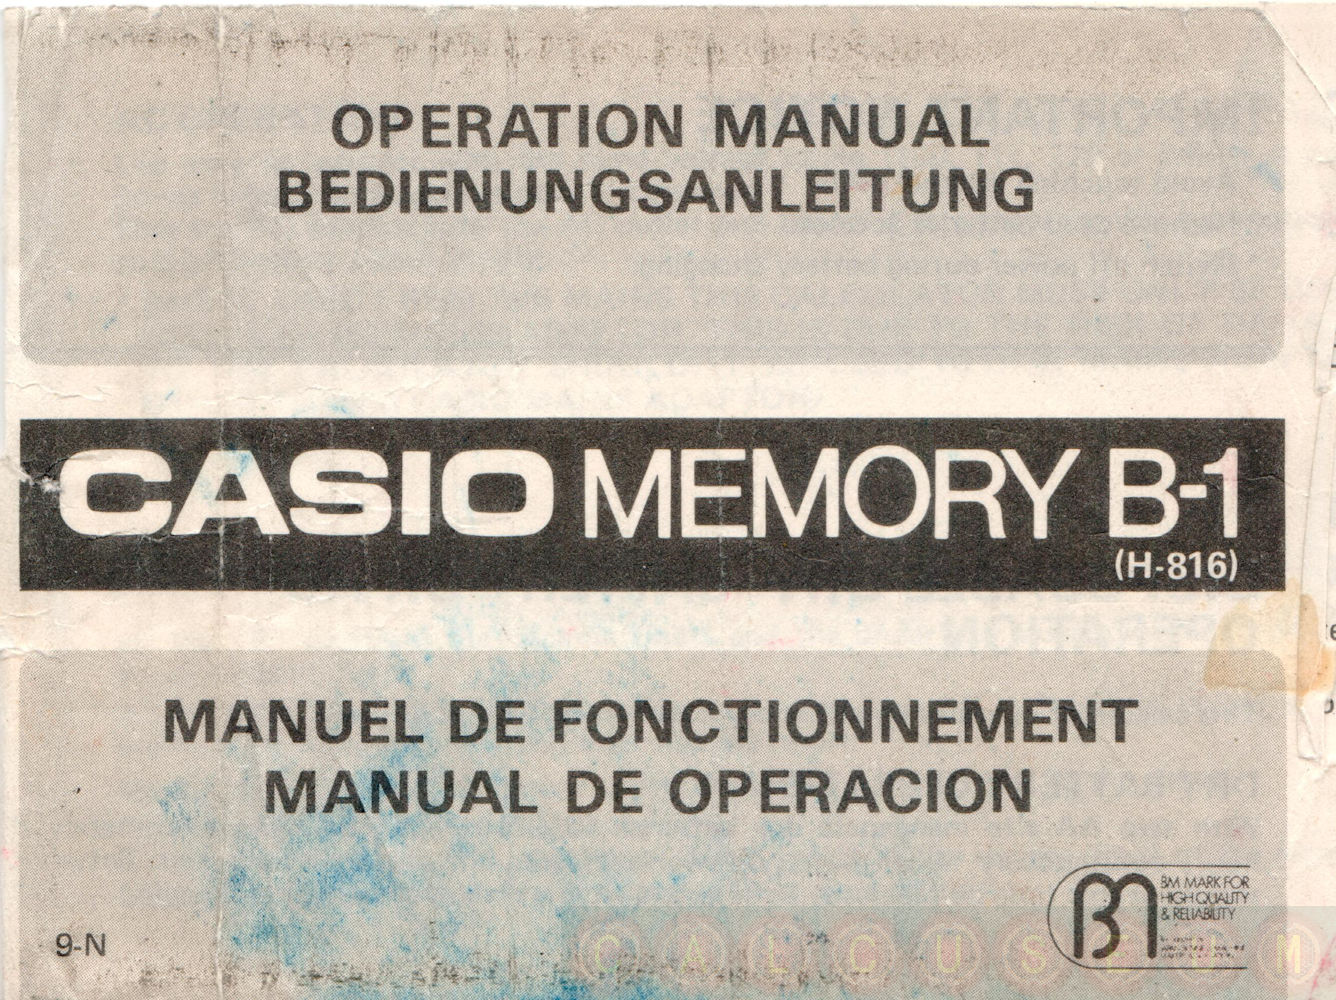 OPERATION MANUAL
BEDIENUNGSANLEITUNG
CASIO MEMORY B-1
(H-816)
MANUEL DE FONCTIONNEMENT
MANUAL DE OPERACION
BM MARK FOR
HIGH QUALITY
& RELIABILITY
9-N
CALCUSEUM